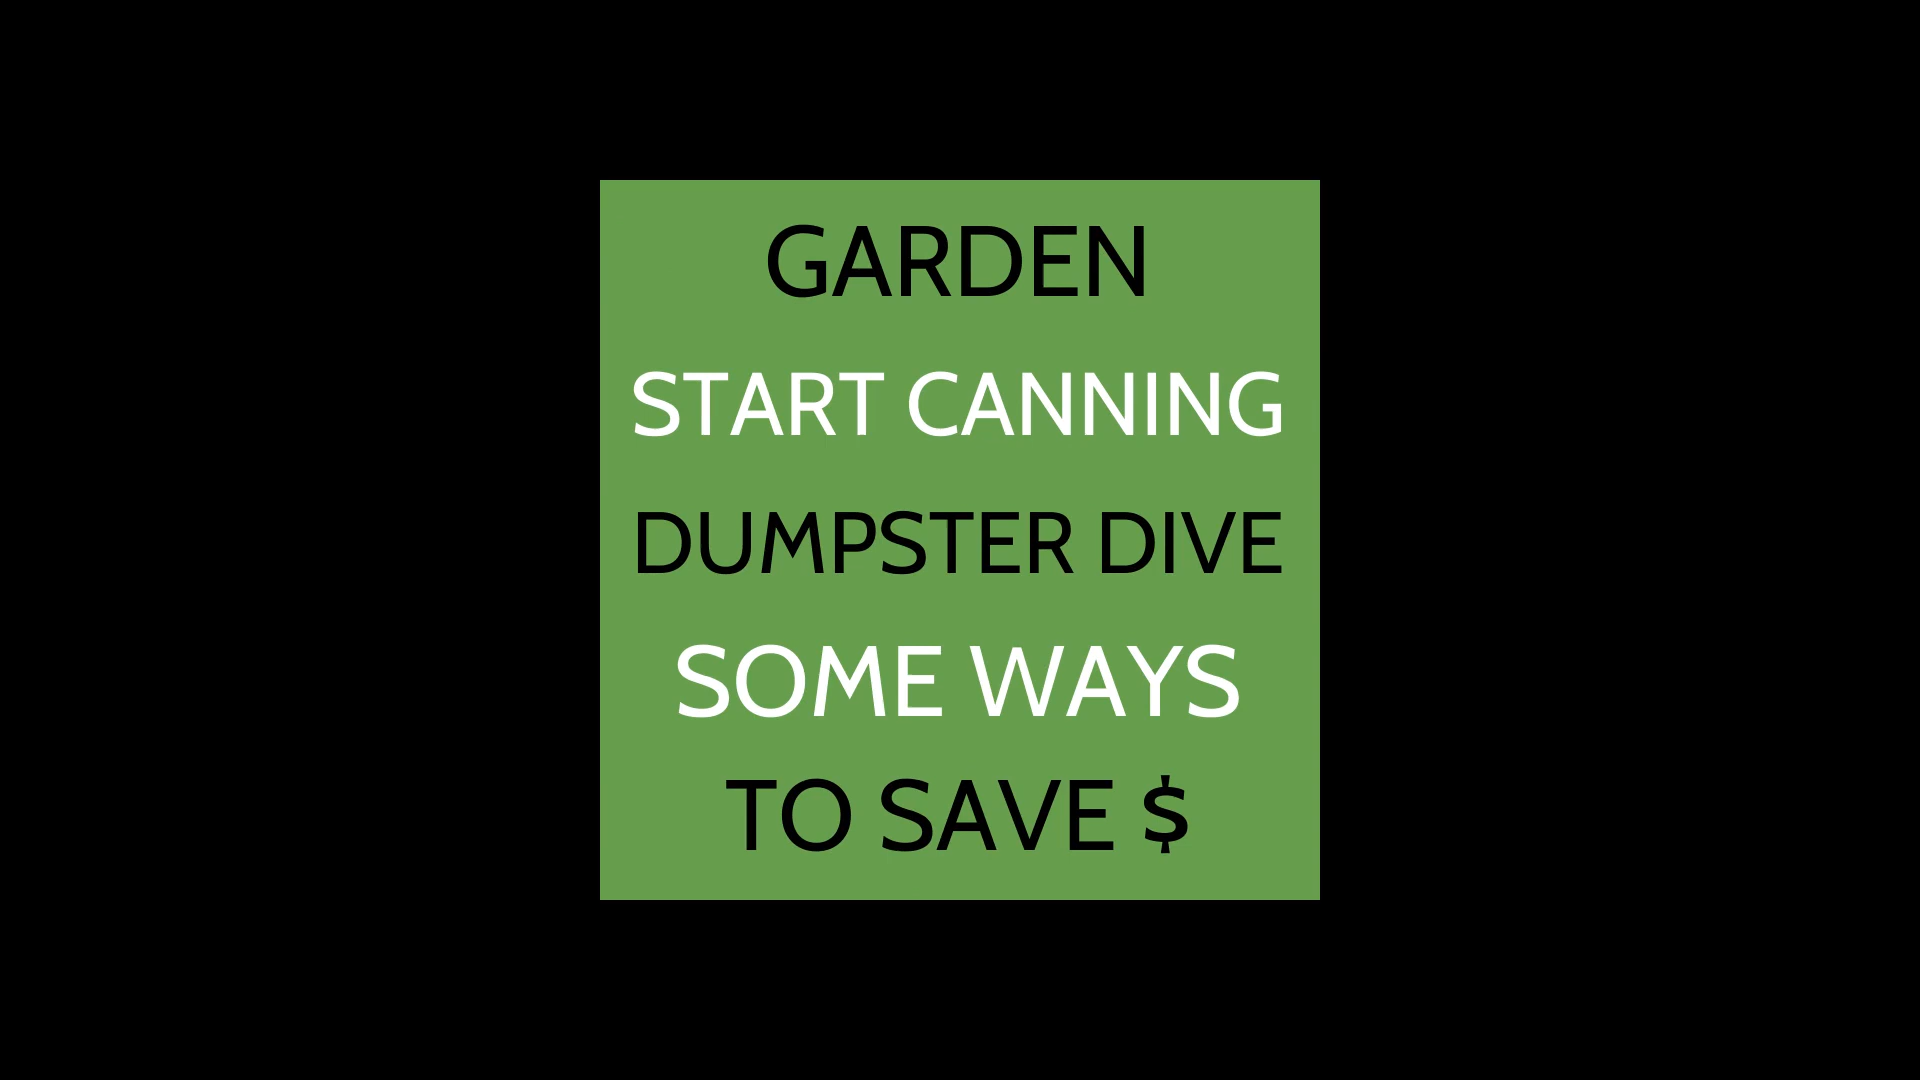 GARDEN
START CANNING
DUMPSTER DIVE
SOME WAYS
TO SAVE $